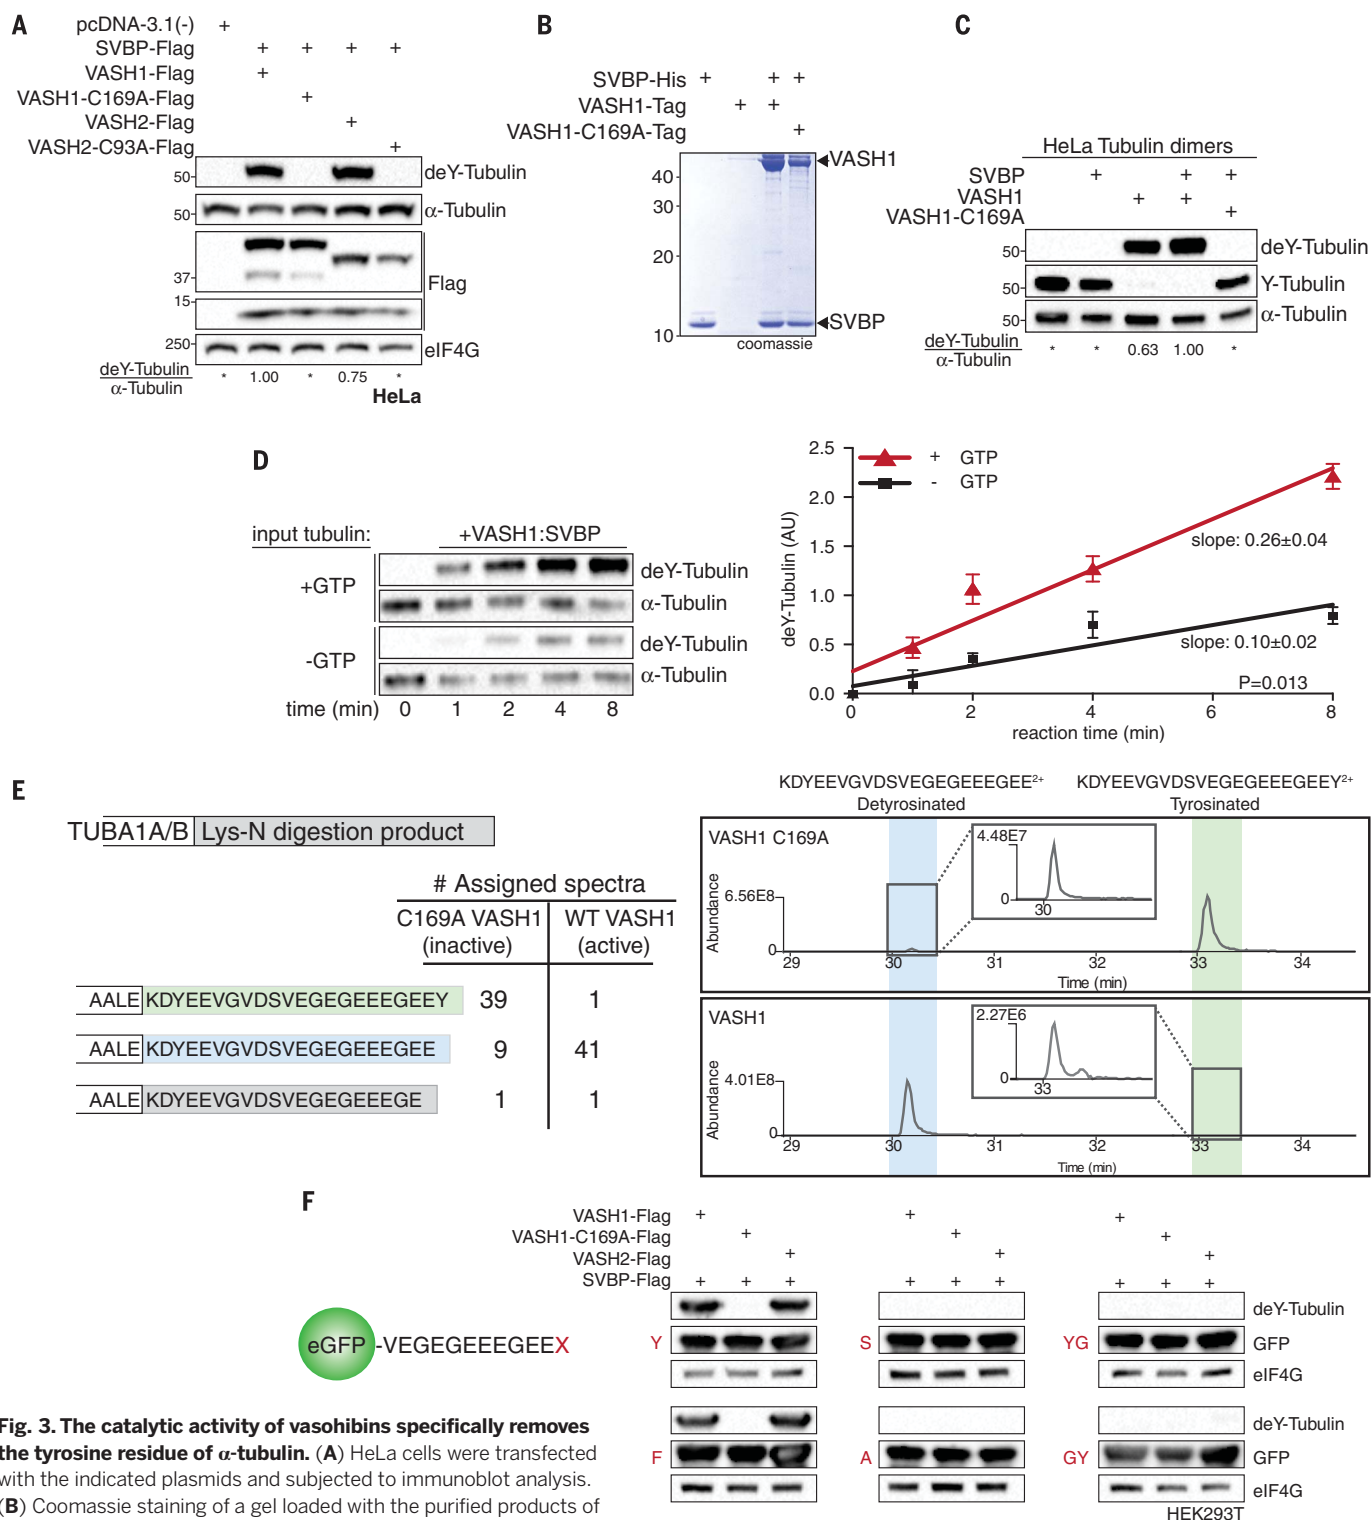 A
pcDNA-3.1(-) +
SVBP-Flag + + + +
VASH1-Flag +
VASH1-C169A-Flag +
VASH2-Flag +
VASH2-C93A-Flag +
50- deY-Tubulin
50- α-Tubulin
37- Flag
15-
250- eIF4G
deY-Tubulin
α-Tubulin
* 1.00 * 0.75 *
HeLa
B
SVBP-His + + +
VASH1-Tag + +
VASH1-C169A-Tag +
VASH1
40
30
20
10
SVBP
coomassie
C
HeLa Tubulin dimers
SVBP + + +
VASH1 + +
VASH1-C169A +
50- deY-Tubulin
50- Y-Tubulin
50- α-Tubulin
deY-Tubulin
α-Tubulin
* * 0.63 1.00 *
D
input tubulin: +VASH1:SVBP
+GTP
deY-Tubulin
α-Tubulin
-GTP
deY-Tubulin
α-Tubulin
time (min) 0 1 2 4 8
2.5
2.0
1.5
1.0
0.5
0.0
deY-Tubulin (AU)
+ GTP
- GTP
slope: 0.26±0.04
slope: 0.10±0.02
P=0.013
0 2 4 6 8
reaction time (min)
E
TUBA1A/B Lys-N digestion product
# Assigned spectra
C169A VASH1 WT VASH1
(inactive) (active)
AALE KDYEEVGVDSVEGEGEEEGEEY 39 1
AALE KDYEEVGVDSVEGEGEEEGEE 9 41
AALE KDYEEVGVDSVEGEGEEEGE 1 1
KDYEEVGVDSVEGEGEEEGEE2+ KDYEEVGVDSVEGEGEEEGEEY2+
Detyrosinated Tyrosinated
VASH1 C169A
Abundance
6.56E8
0
4.48E7
0
30
29 30 31 32 33 34
Time (min)
VASH1
Abundance
4.01E8
0
2.27E6
0
33
29 30 31 32 33 34
Time (min)
F
VASH1-Flag + + +
VASH1-C169A-Flag + + +
VASH2-Flag + + +
SVBP-Flag + + + + + + + + +
eGFP -VEGEGEEEGEEX
deY-Tubulin
Y S YG GFP
eIF4G
deY-Tubulin
F A GY GFP
eIF4G
HEK293T
Fig. 3. The catalytic activity of vasohibins specifically removes
the tyrosine residue of α-tubulin. (A) HeLa cells were transfected
with the indicated plasmids and subjected to immunoblot analysis.
(B) Coomassie staining of a gel loaded with the purified products of